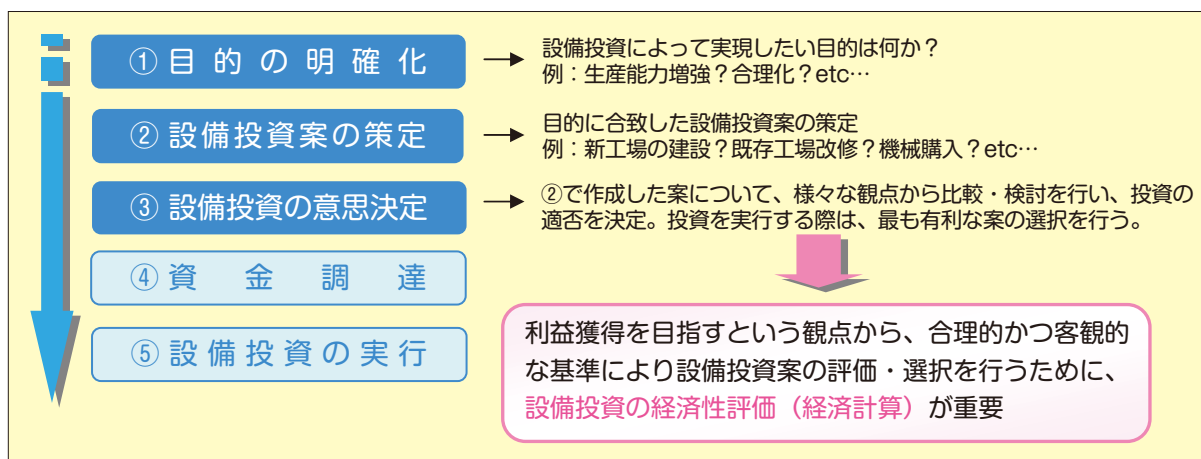 ①目的の明確化
設備投資によって実現したい目的は何か？
例：生産能力増強？合理化？etc…
②設備投資案の策定
目的に合致した設備投資案の策定
例：新工場の建設？既存工場改修？機械購入？etc…
③設備投資の意思決定
②で作成した案について、様々な観点から比較・検討を行い、投資の
適否を決定。投資を実行する際は、最も有利な案の選択を行う。
④資金調達
⑤設備投資の実行
利益獲得を目指すという観点から、合理的かつ客観的
な基準により設備投資案の評価・選択を行うために、
設備投資の経済性評価（経済計算）が重要